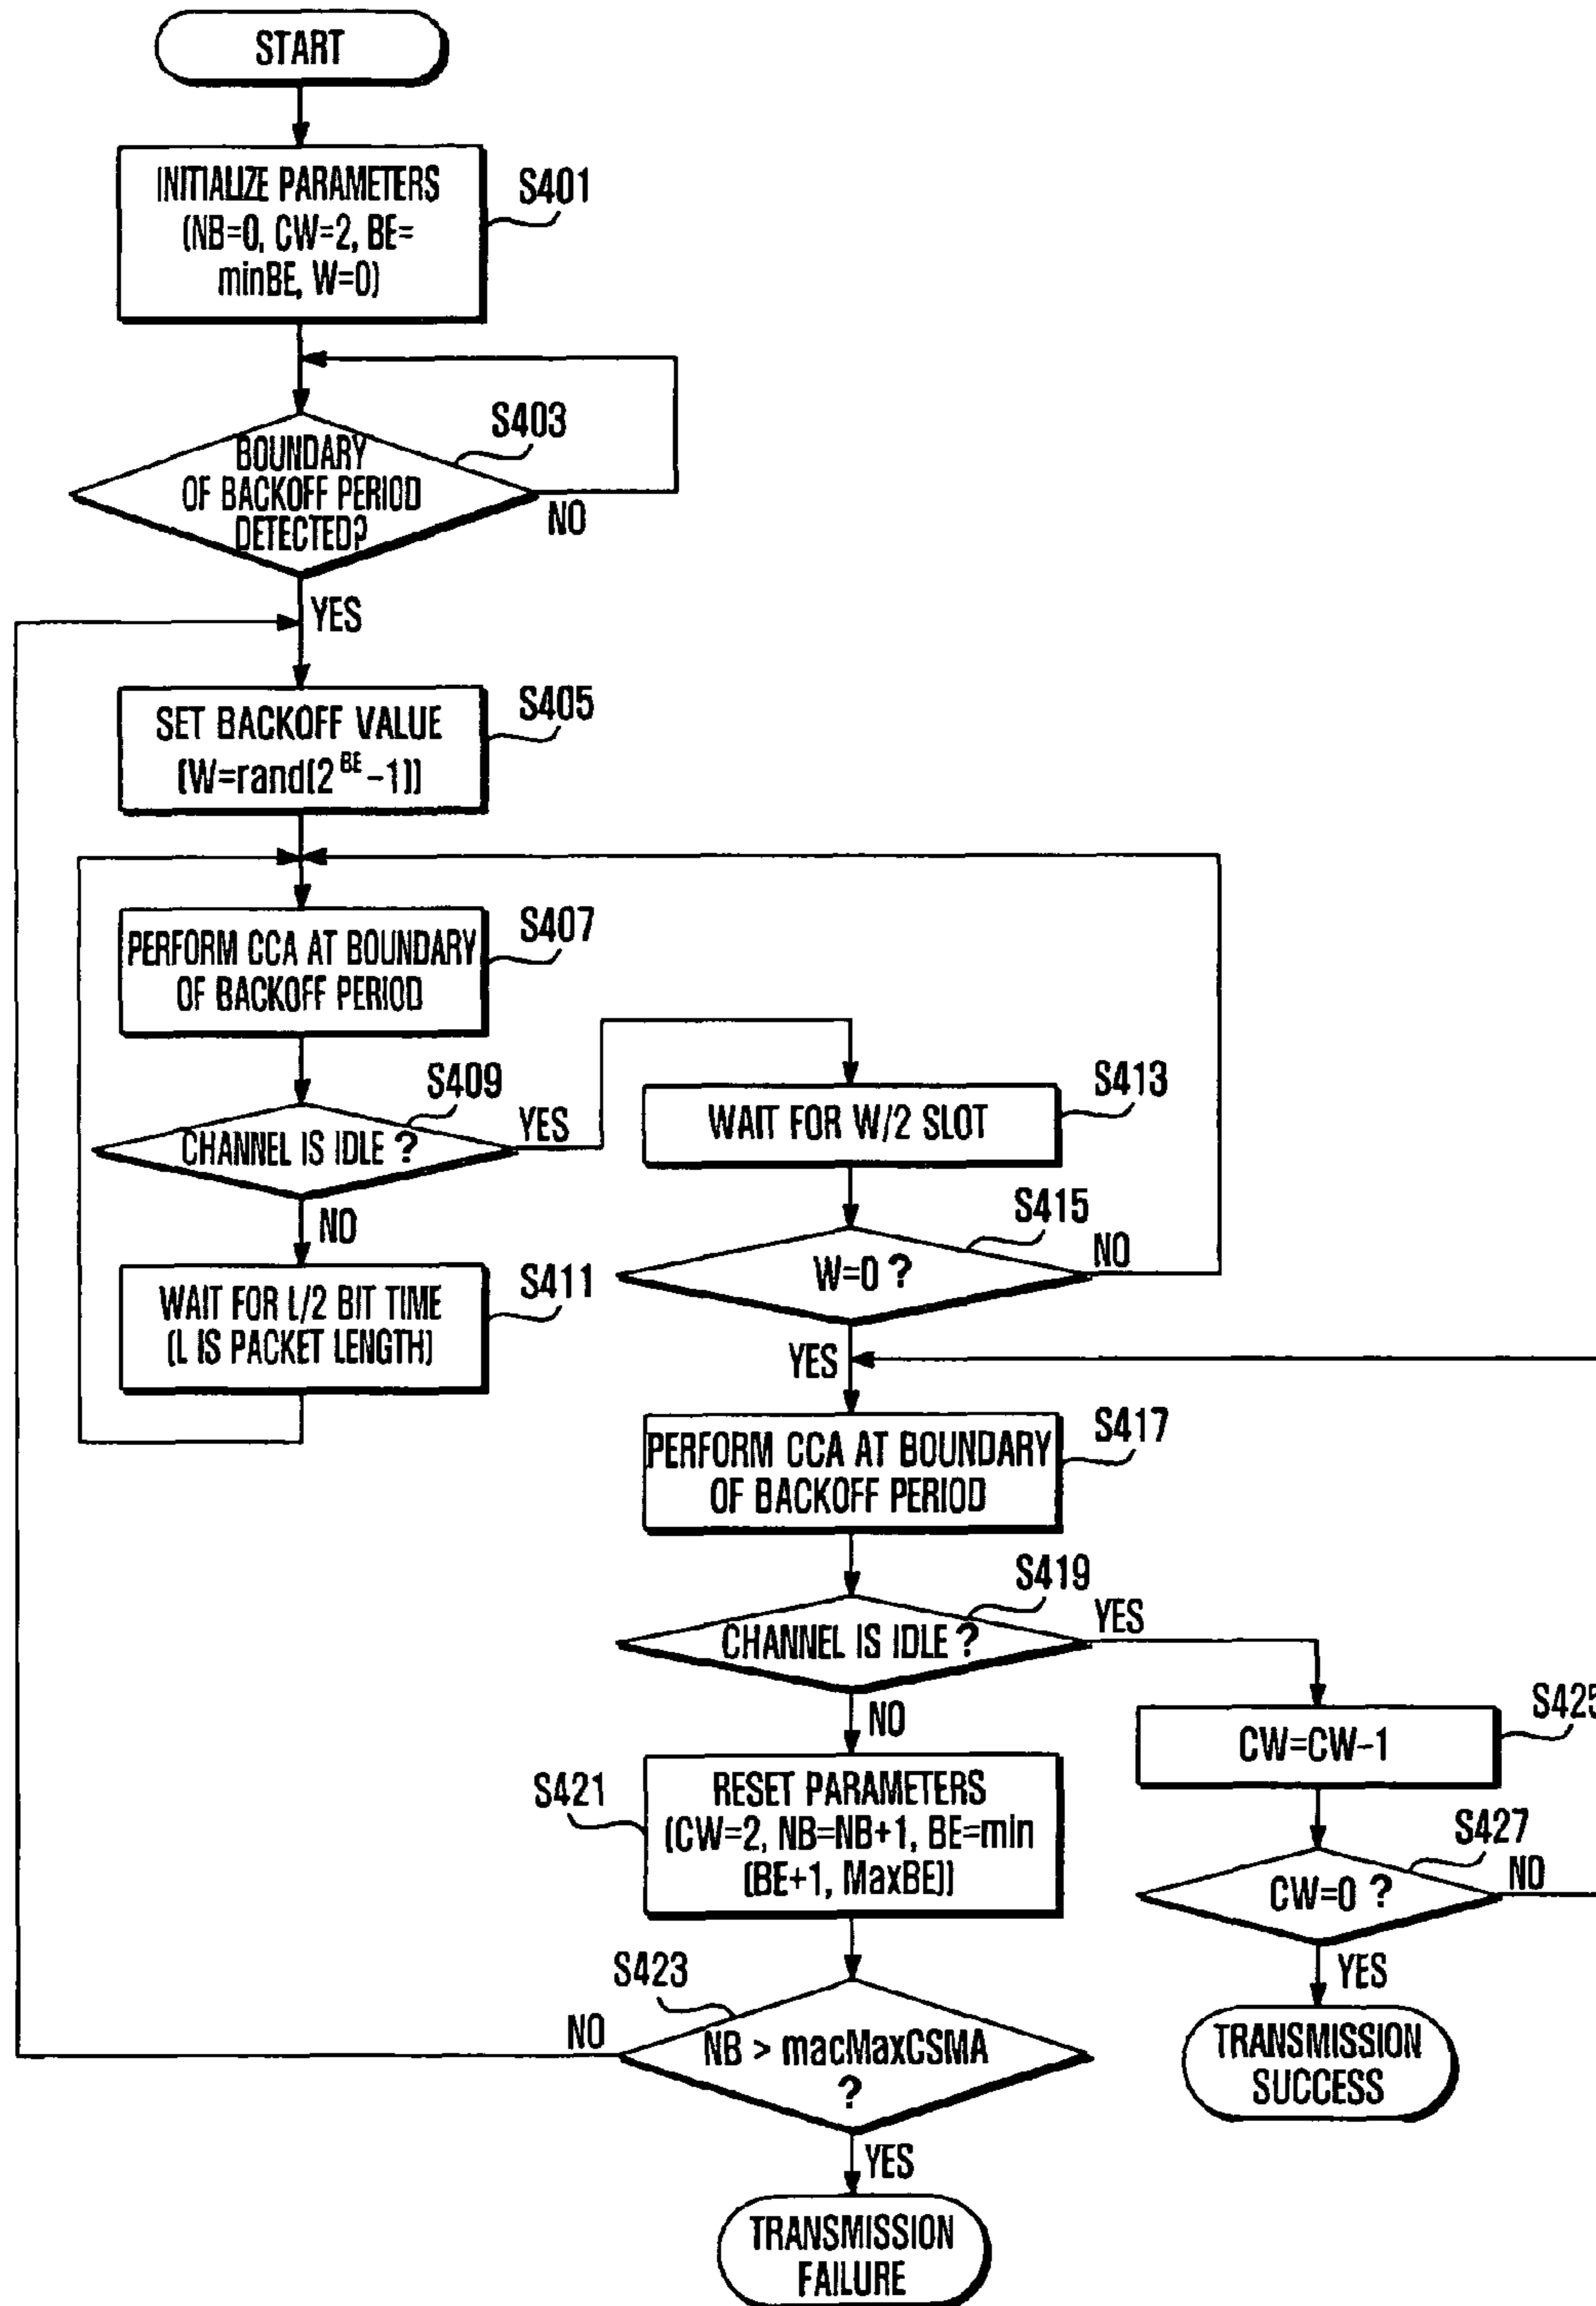 START
INITIALIZE PARAMETERS
(NB=0, CW=2, BE=
minBE, W=0)
S401
BOUNDARY
OF BACKOFF PERIOD
DETECTED?
S403
NO
YES
SET BACKOFF VALUE
(W=rand(2^BE -1))
S405
PERFORM CCA AT BOUNDARY
OF BACKOFF PERIOD
S407
CHANNEL IS IDLE ?
S409
YES
NO
WAIT FOR L/2 BIT TIME
(L IS PACKET LENGTH)
S411
WAIT FOR W/2 SLOT
S413
W=0 ?
S415
NO
YES
PERFORM CCA AT BOUNDARY
OF BACKOFF PERIOD
S417
CHANNEL IS IDLE ?
S419
YES
NO
RESET PARAMETERS
(CW=2, NB=NB+1, BE=min
(BE+1, MaxBE))
S421
NB > macMaxCSMA
?
S423
NO
YES
TRANSMISSION
FAILURE
CW=CW-1
S425
CW=0 ?
S427
NO
YES
TRANSMISSION
SUCCESS